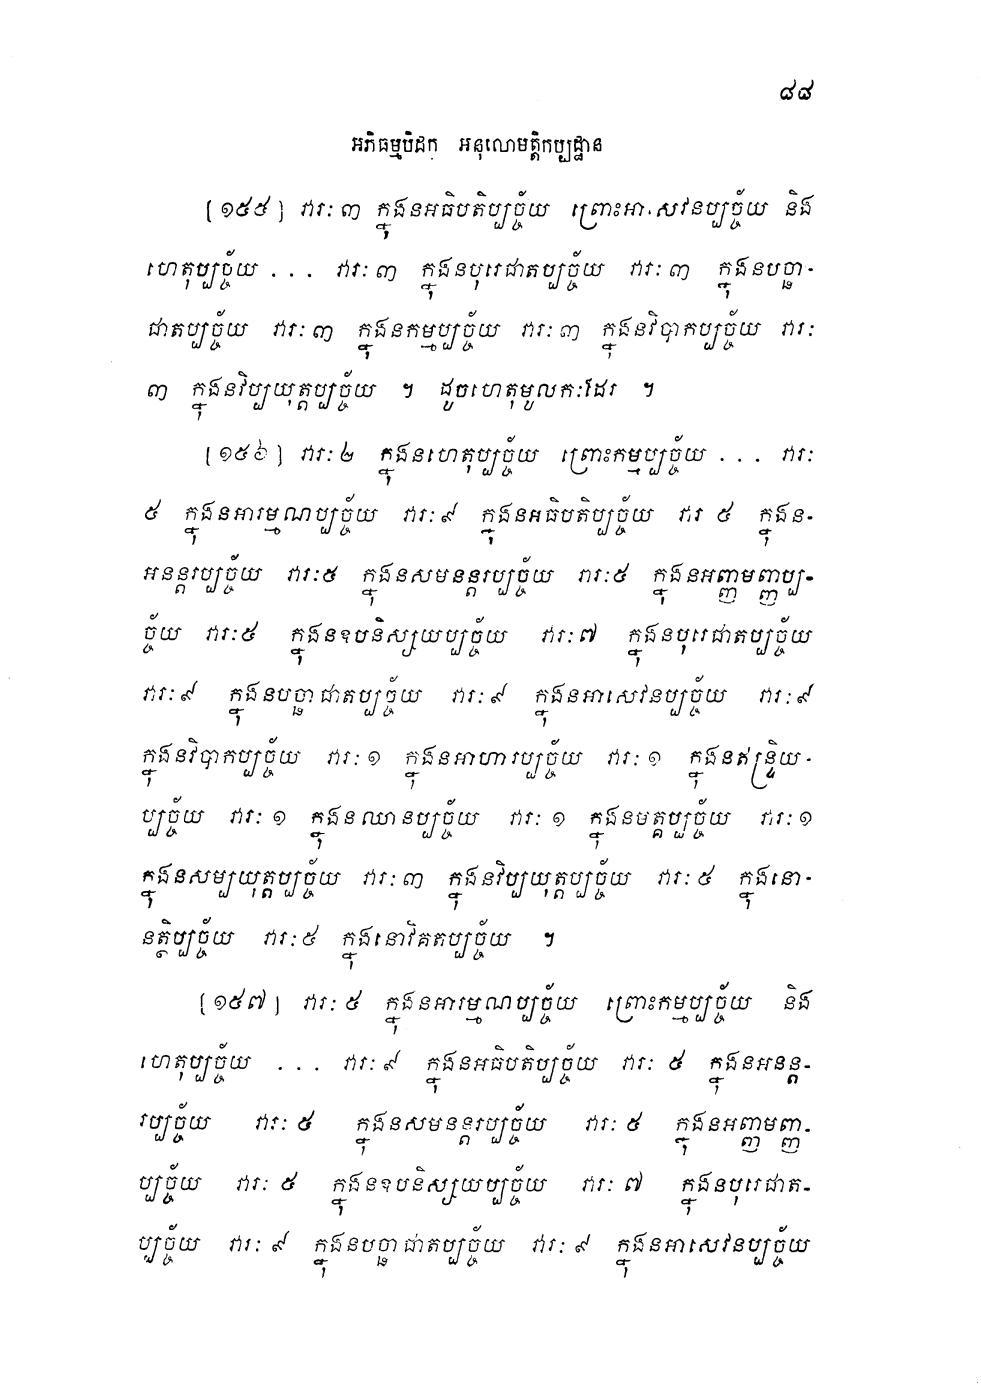 ៨៨
អភិធម្មបិដក អនុលោមត្តិកប្បដ្ឋាន
[១៥៥] វារៈ ៣ ក្នុងនអធិបតិប្បច្ច័យ ព្រោះអាសេវនប្បច្ច័យ និង
ហេតុប្បច្ច័យ . . . វារៈ ៣ ក្នុងនបុរេជាតប្បច្ច័យ វារៈ ៣ ក្នុងនបច្ឆា-
ជាតប្បច្ច័យ វារៈ ៣ ក្នុងនកម្មប្បច្ច័យ វារៈ ៣ ក្នុងនវិបាកប្បច្ច័យ វារៈ
៣ ក្នុងនវិប្បយុត្តប្បច្ច័យ ។ ដូចហេតុមូលកៈដែរ ។
[១៥៦] វារៈ ២ ក្នុងនហេតុប្បច្ច័យ ព្រោះកម្មប្បច្ច័យ . . . វារៈ
៥ ក្នុងនអារម្មណប្បច្ច័យ វារៈ ៩ ក្នុងនអធិបតិប្បច្ច័យ វារ ៥ ក្នុងន-
អនន្តរប្បច្ច័យ វារៈ ៥ ក្នុងនសមនន្តរប្បច្ច័យ វារៈ ៥ ក្នុងនអញ្ញាមញ្ញប្ប-
ច្ច័យ វារៈ ៥ ក្នុងនឧបនិស្សយប្បច្ច័យ វារៈ ៧ ក្នុងនបុរេជាតប្បច្ច័យ
វារៈ ៩ ក្នុងនបច្ឆាជាតប្បច្ច័យ វារៈ ៩ ក្នុងនអាសេវនប្បច្ច័យ វារៈ ៩
ក្នុងនវិបាកប្បច្ច័យ វារៈ ១ ក្នុងនអាហារប្បច្ច័យ វារៈ ១ ក្នុងនឥន្ទ្រិយ-
ប្បច្ច័យ វារៈ ១ ក្នុងនឈានប្បច្ច័យ វារៈ ១ ក្នុងនមគ្គប្បច្ច័យ វារៈ ១
ក្នុងនសម្បយុត្តប្បច្ច័យ វារៈ ៣ ក្នុងនវិប្បយុត្តប្បច្ច័យ វារៈ ៥ ក្នុងនោ-
នត្ថិប្បច្ច័យ វារៈ ៥ ក្នុងនោវិគតប្បច្ច័យ ។
[១៥៧] វារៈ ៥ ក្នុងនអារម្មណប្បច្ច័យ ព្រោះកម្មប្បច្ច័យ និង
ហេតុប្បច្ច័យ . . . វារៈ ៩ ក្នុងនអធិបតិប្បច្ច័យ វារៈ ៥ ក្នុងនអនន្ត-
រប្បច្ច័យ វារៈ ៥ ក្នុងនសមនន្តរប្បច្ច័យ វារៈ ៥ ក្នុងនអញ្ញាមញ្ញ-
ប្បច្ច័យ វារៈ ៥ ក្នុងនឧបនិស្សយប្បច្ច័យ វារៈ ៧ ក្នុងនបុរេជាត-
ប្បច្ច័យ វារៈ ៩ ក្នុងនបច្ឆាជាតប្បច្ច័យ វារៈ ៩ ក្នុងនអាសេវនប្បច្ច័យ